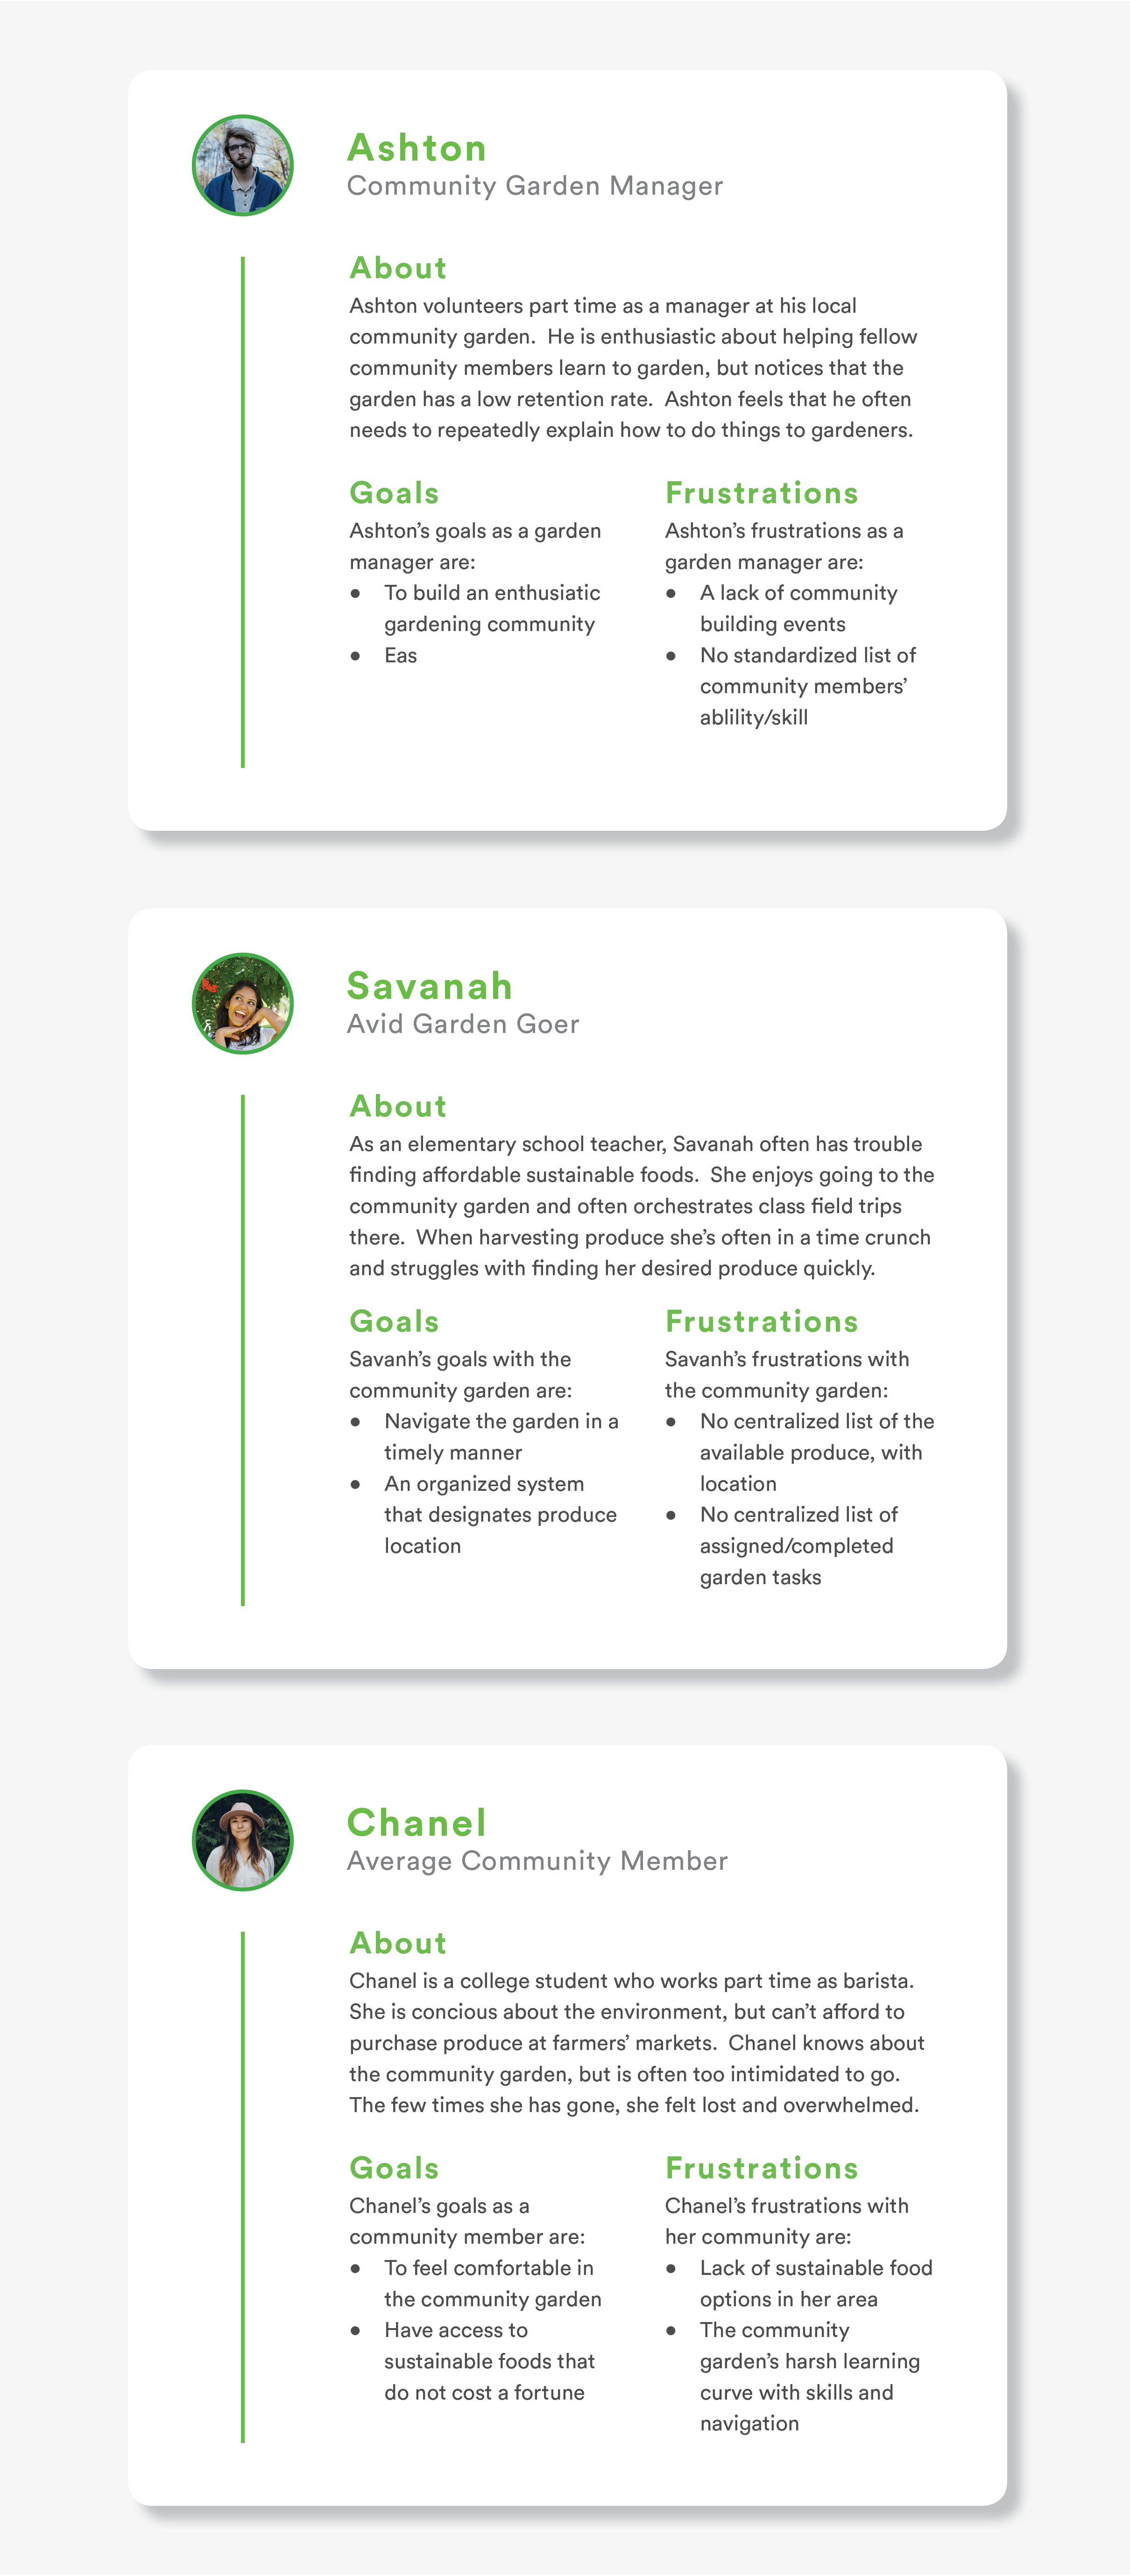 Ashton
Community Garden Manager
About
Ashton volunteers part time as a manager at his local
community garden.  He is enthusiastic about helping fellow
community members learn to garden, but notices that the
garden has a low retention rate.  Ashton feels that he often
needs to repeatedly explain how to do things to gardeners.
Goals
Ashton’s goals as a garden
manager are:
● To build an enthusiatic
gardening community
● Eas
Frustrations
Ashton’s frustrations as a
garden manager are:
● A lack of community
building events
● No standardized list of
community members’
ablility/skill
Savanah
Avid Garden Goer
About
As an elementary school teacher, Savanah often has trouble
finding affordable sustainable foods.  She enjoys going to the
community garden and often orchestrates class field trips
there.  When harvesting produce she’s often in a time crunch
and struggles with finding her desired produce quickly.
Goals
Savanh’s goals with the
community garden are:
● Navigate the garden in a
timely manner
● An organized system
that designates produce
location
Frustrations
Savanh’s frustrations with
the community garden:
● No centralized list of the
available produce, with
location
● No centralized list of
assigned/completed
garden tasks
Chanel
Average Community Member
About
Chanel is a college student who works part time as barista.
She is concious about the environment, but can’t afford to
purchase produce at farmers’ markets.  Chanel knows about
the community garden, but is often too intimidated to go.
The few times she has gone, she felt lost and overwhelmed.
Goals
Chanel’s goals as a
community member are:
● To feel comfortable in
the community garden
● Have access to
sustainable foods that
do not cost a fortune
Frustrations
Chanel’s frustrations with
her community are:
● Lack of sustainable food
options in her area
● The community
garden’s harsh learning
curve with skills and
navigation